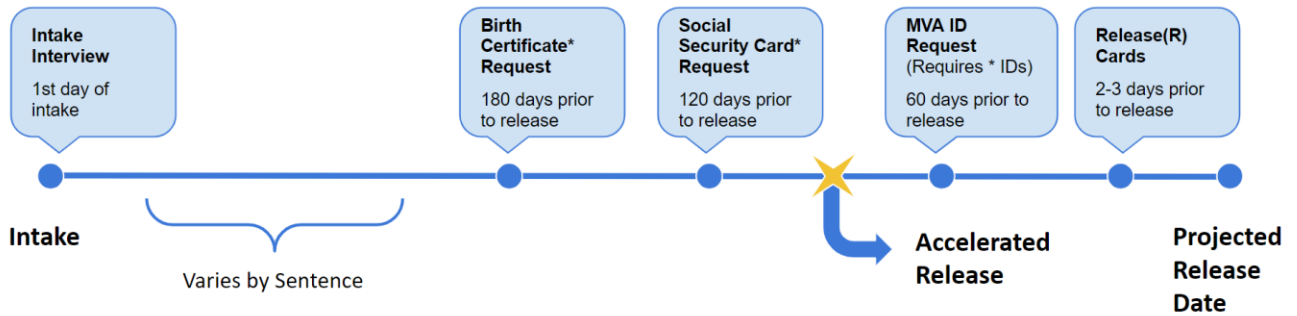 Intake
Interview
1st day of
intake
Birth
Certificate*
Request
180 days prior
to release
Social
Security Card*
Request
120 days prior
to release
MVA ID
Request
(Requires * IDs)
60 days prior to
release
Release(R)
Cards
2-3 days prior
to release
Intake
Varies by Sentence
Accelerated
Release
Projected
Release
Date